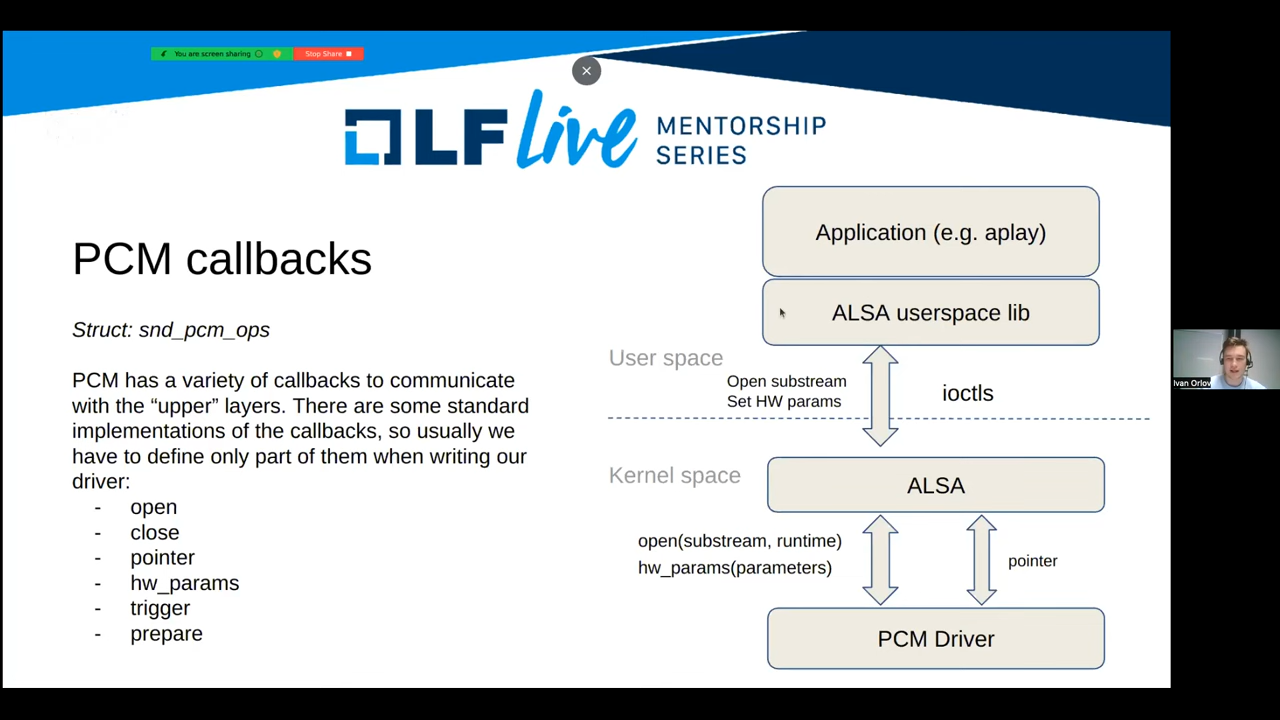 You are screen sharing
Stop Share
LF live MENTORSHIP
SERIES
PCM callbacks
Struct: snd_pcm_ops
PCM has a variety of callbacks to communicate
with the “upper” layers. There are some standard
implementations of the callbacks, so usually we
have to define only part of them when writing our
driver:
- open
- close
- pointer
- hw_params
- trigger
- prepare
Application (e.g. aplay)
ALSA userspace lib
User space
Open substream
Set HW params
ioctls
Kernel space
ALSA
open(substream, runtime)
hw_params(parameters)
pointer
PCM Driver
Ivan Orlov